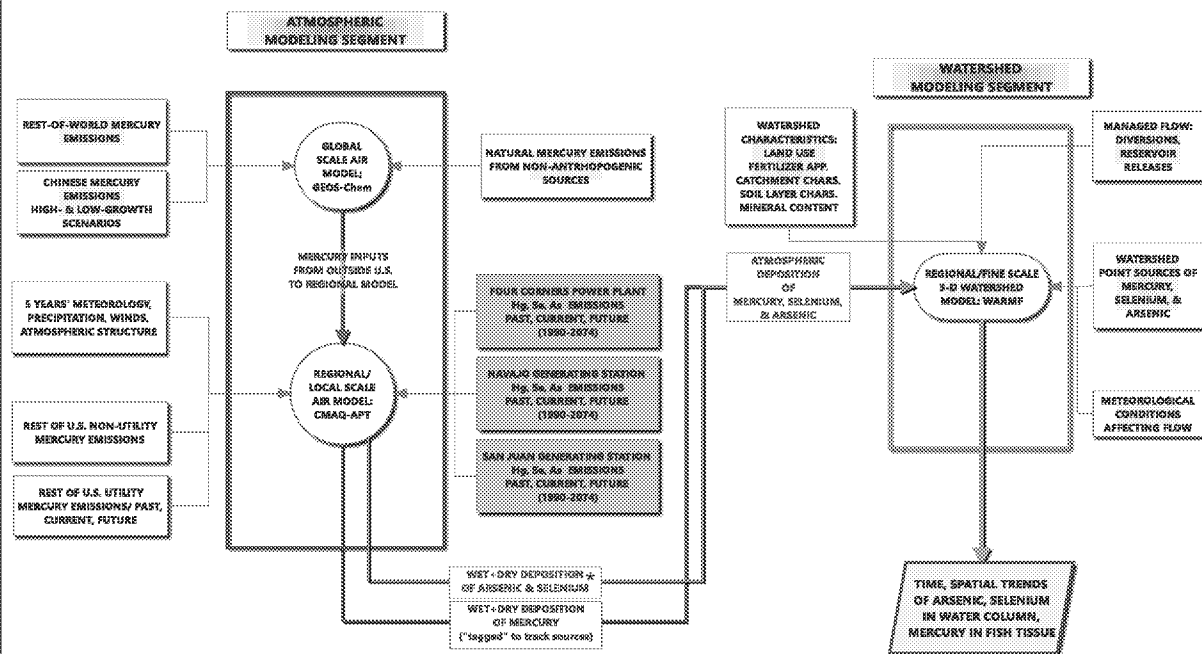 ATMOSPHERIC
MODELING SEGMENT
WATERSHED
MODELING SEGMENT
REST-OF-WORLD MERCURY
EMISSIONS
CHINESE MERCURY
EMISSIONS
HIGH- & LOW-GROWTH
SCENARIOS
GLOBAL
SCALE AIR
MODEL;
GEOS-Chem
NATURAL MERCURY EMISSIONS
FROM NON-ANTRHOPOGENIC
SOURCES
WATERSHED
CHARACTERISTICS:
LAND USE
FERTILIZER APP.
CATCHMENT CHARS.
SOIL LAYER CHARS.
MINERAL CONTENT
MANAGED FLOW:
DIVERSIONS,
RESERVOIR
RELEASES
MERCURY INPUTS
FROM OUTSIDE U.S.
TO REGIONAL MODEL
5 YEARS' METEOROLOGY,
PRECIPITATION, WINDS,
ATMOSPHERIC STRUCTURE
REGIONAL/
LOCAL SCALE
AIR MODEL:
CMAQ-APT
REST OF U.S. NON-UTILITY
MERCURY EMISSIONS
REST OF U.S. UTILITY
MERCURY EMISSIONS/ PAST,
CURRENT, FUTURE
FOUR CORNERS POWER PLANT
Hg, Se, As EMISSIONS
PAST, CURRENT, FUTURE
(1990-2074)
NAVAJO GENERATING STATION
Hg, Se, As EMISSIONS
PAST, CURRENT, FUTURE
(1990-2074)
SAN JUAN GENERATING STATION
Hg, Se, As EMISSIONS
PAST, CURRENT, FUTURE
(1990-2074)
ATMOSPHERIC
DEPOSITION
OF
MERCURY, SELENIUM,
& ARSENIC
REGIONAL/FINE SCALE
3-D WATERSHED
MODEL: WARMF
WATERSHED
POINT SOURCES OF
MERCURY,
SELENIUM, &
ARSENIC
METEOROLOGICAL
CONDITIONS
AFFECTING FLOW
WET+DRY DEPOSITION *
OF ARSENIC & SELENIUM
WET+DRY DEPOSITION
OF MERCURY
("tagged" to track sources)
TIME, SPATIAL TRENDS
OF ARSENIC, SELENIUM
IN WATER COLUMN,
MERCURY IN FISH TISSUE